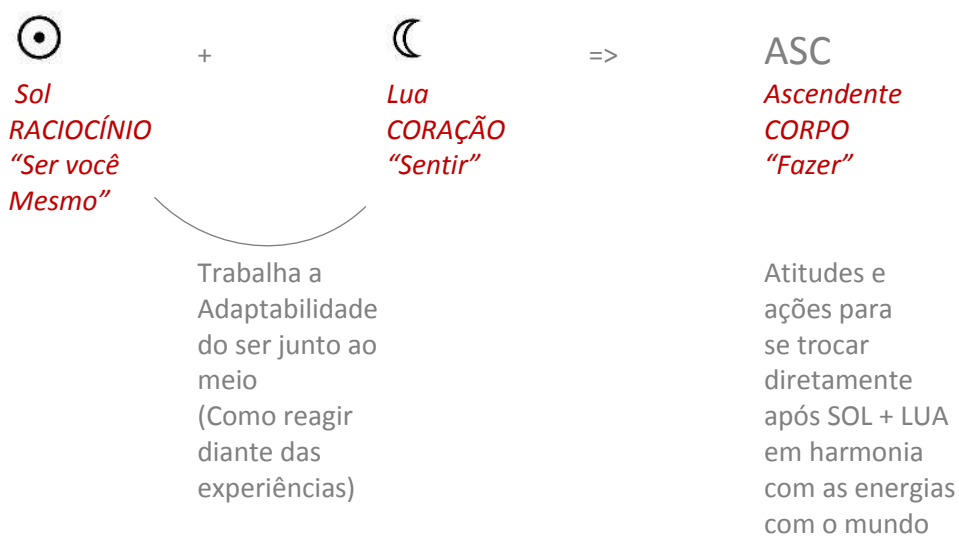 +
=>
ASC
Sol
RACIOCÍNIO
“Ser você
Mesmo”
Lua
CORAÇÃO
“Sentir”
Ascendente
CORPO
“Fazer”
Trabalha a
Adaptabilidade
do ser junto ao
meio
(Como reagir
diante das
experiências)
Atitudes e
ações para
se trocar
diretamente
após SOL + LUA
em harmonia
com as energias
com o mundo